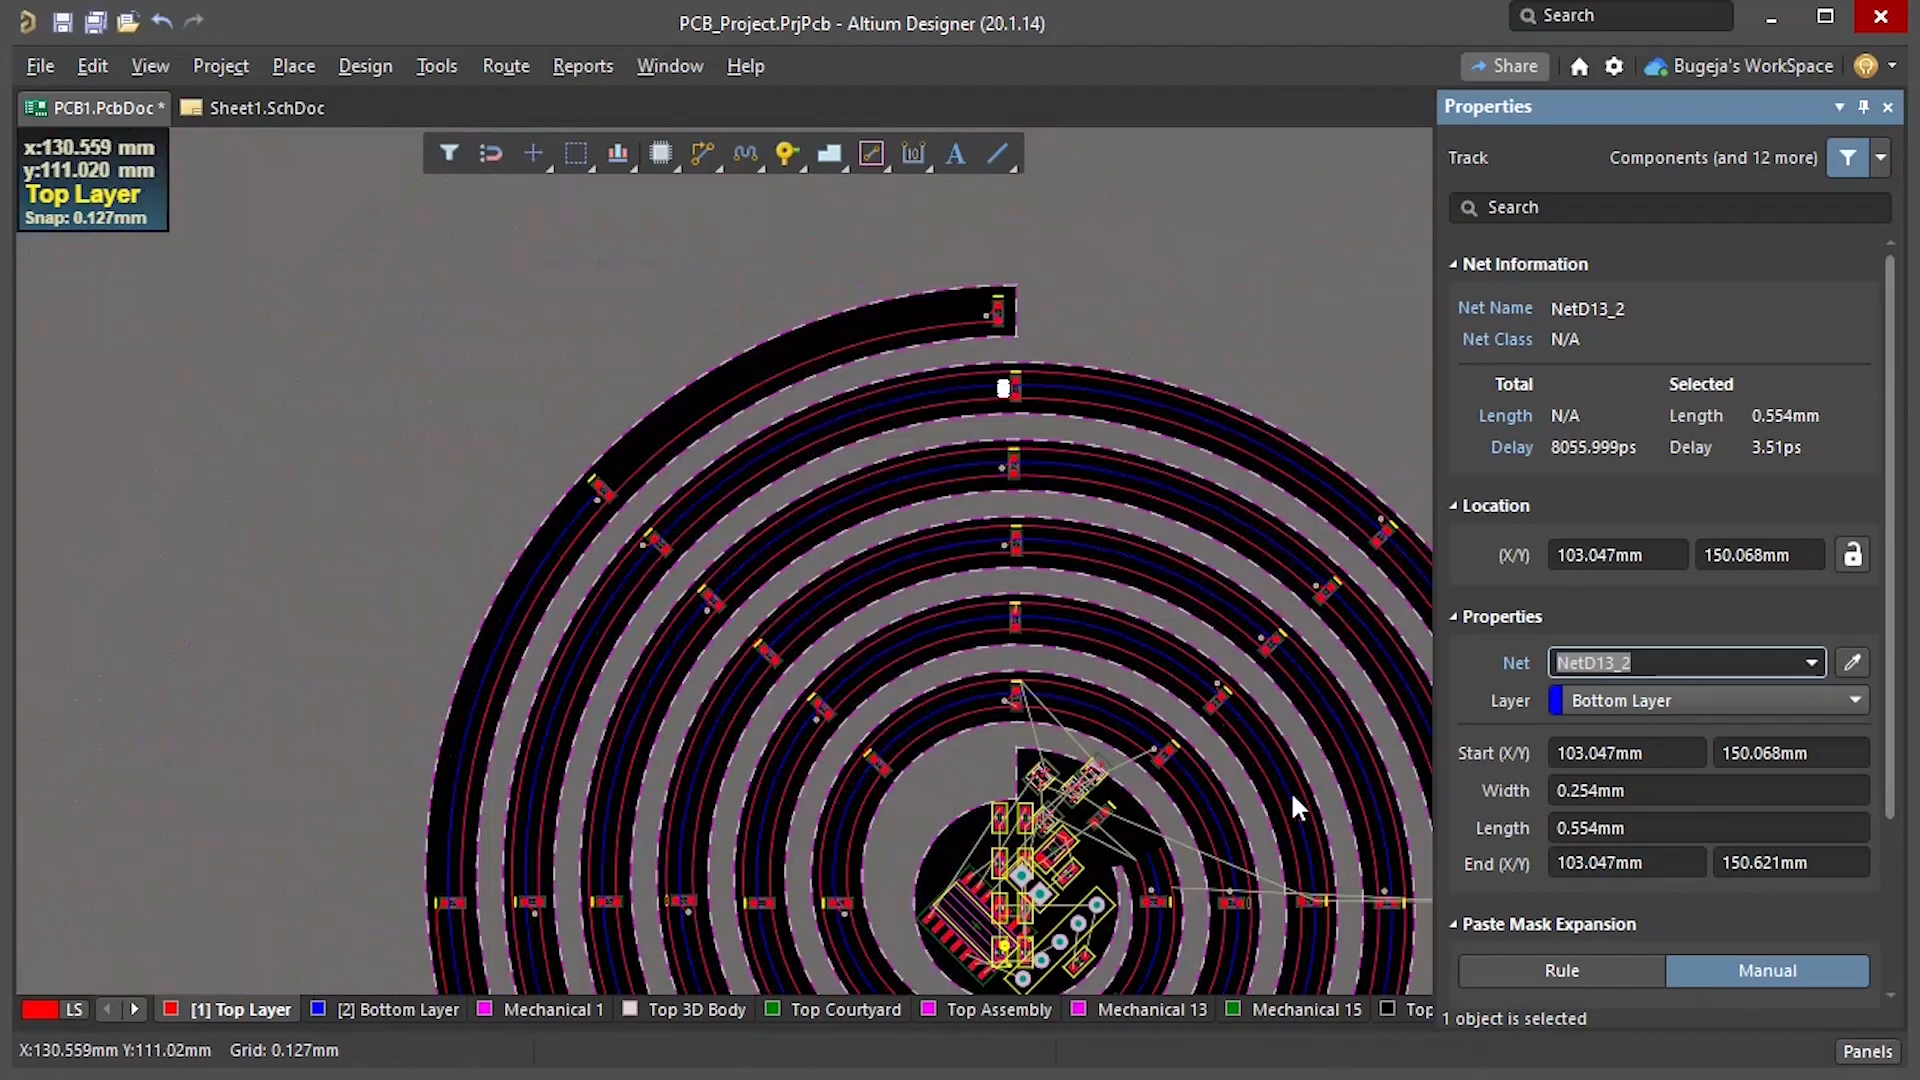 PCB_Project.PrjPcb - Altium Designer (20.1.14)
Search
File Edit View Project Place Design Tools Route Reports Window Help
Share
Bugeja's WorkSpace
PCB1.PcbDoc *
Sheet1.SchDoc
x:130.559 mm
y:111.020 mm
Top Layer
Snap: 0.127mm
Properties
Track
Components (and 12 more)
Search
Net Information
Net Name NetD13_2
Net Class N/A
Total Selected
Length N/A Length 0.554mm
Delay 8055.999ps Delay 3.51ps
Location
(X/Y) 103.047mm 150.068mm
Properties
Net NetD13_2
Layer Bottom Layer
Start (X/Y) 103.047mm 150.068mm
Width 0.254mm
Length 0.554mm
End (X/Y) 103.047mm 150.621mm
Paste Mask Expansion
Rule Manual
1 object is selected
LS [1] Top Layer [2] Bottom Layer Mechanical 1 Top 3D Body Top Courtyard Top Assembly Mechanical 13 Mechanical 15 Top
X:130.559mm Y:111.02mm Grid: 0.127mm
Panels